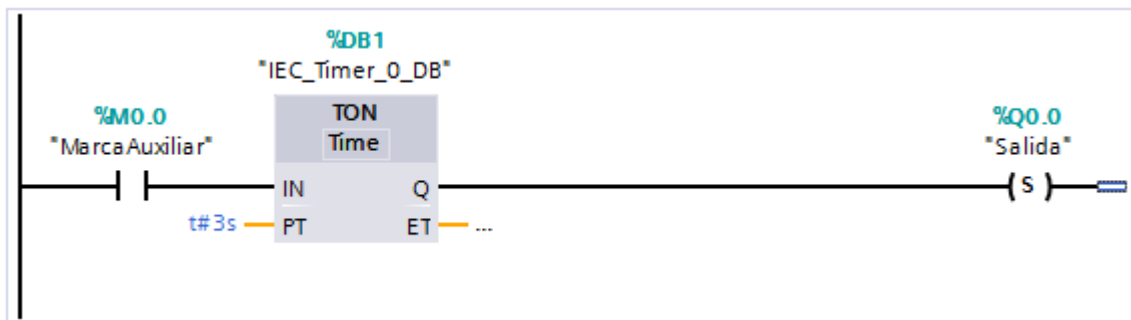 %DB1
"IEC_Timer_0_DB"
%M0.0
"MarcaAuxiliar"
TON
Time
%Q0.0
"Salida"
IN Q
S
t#3s PT ET ...